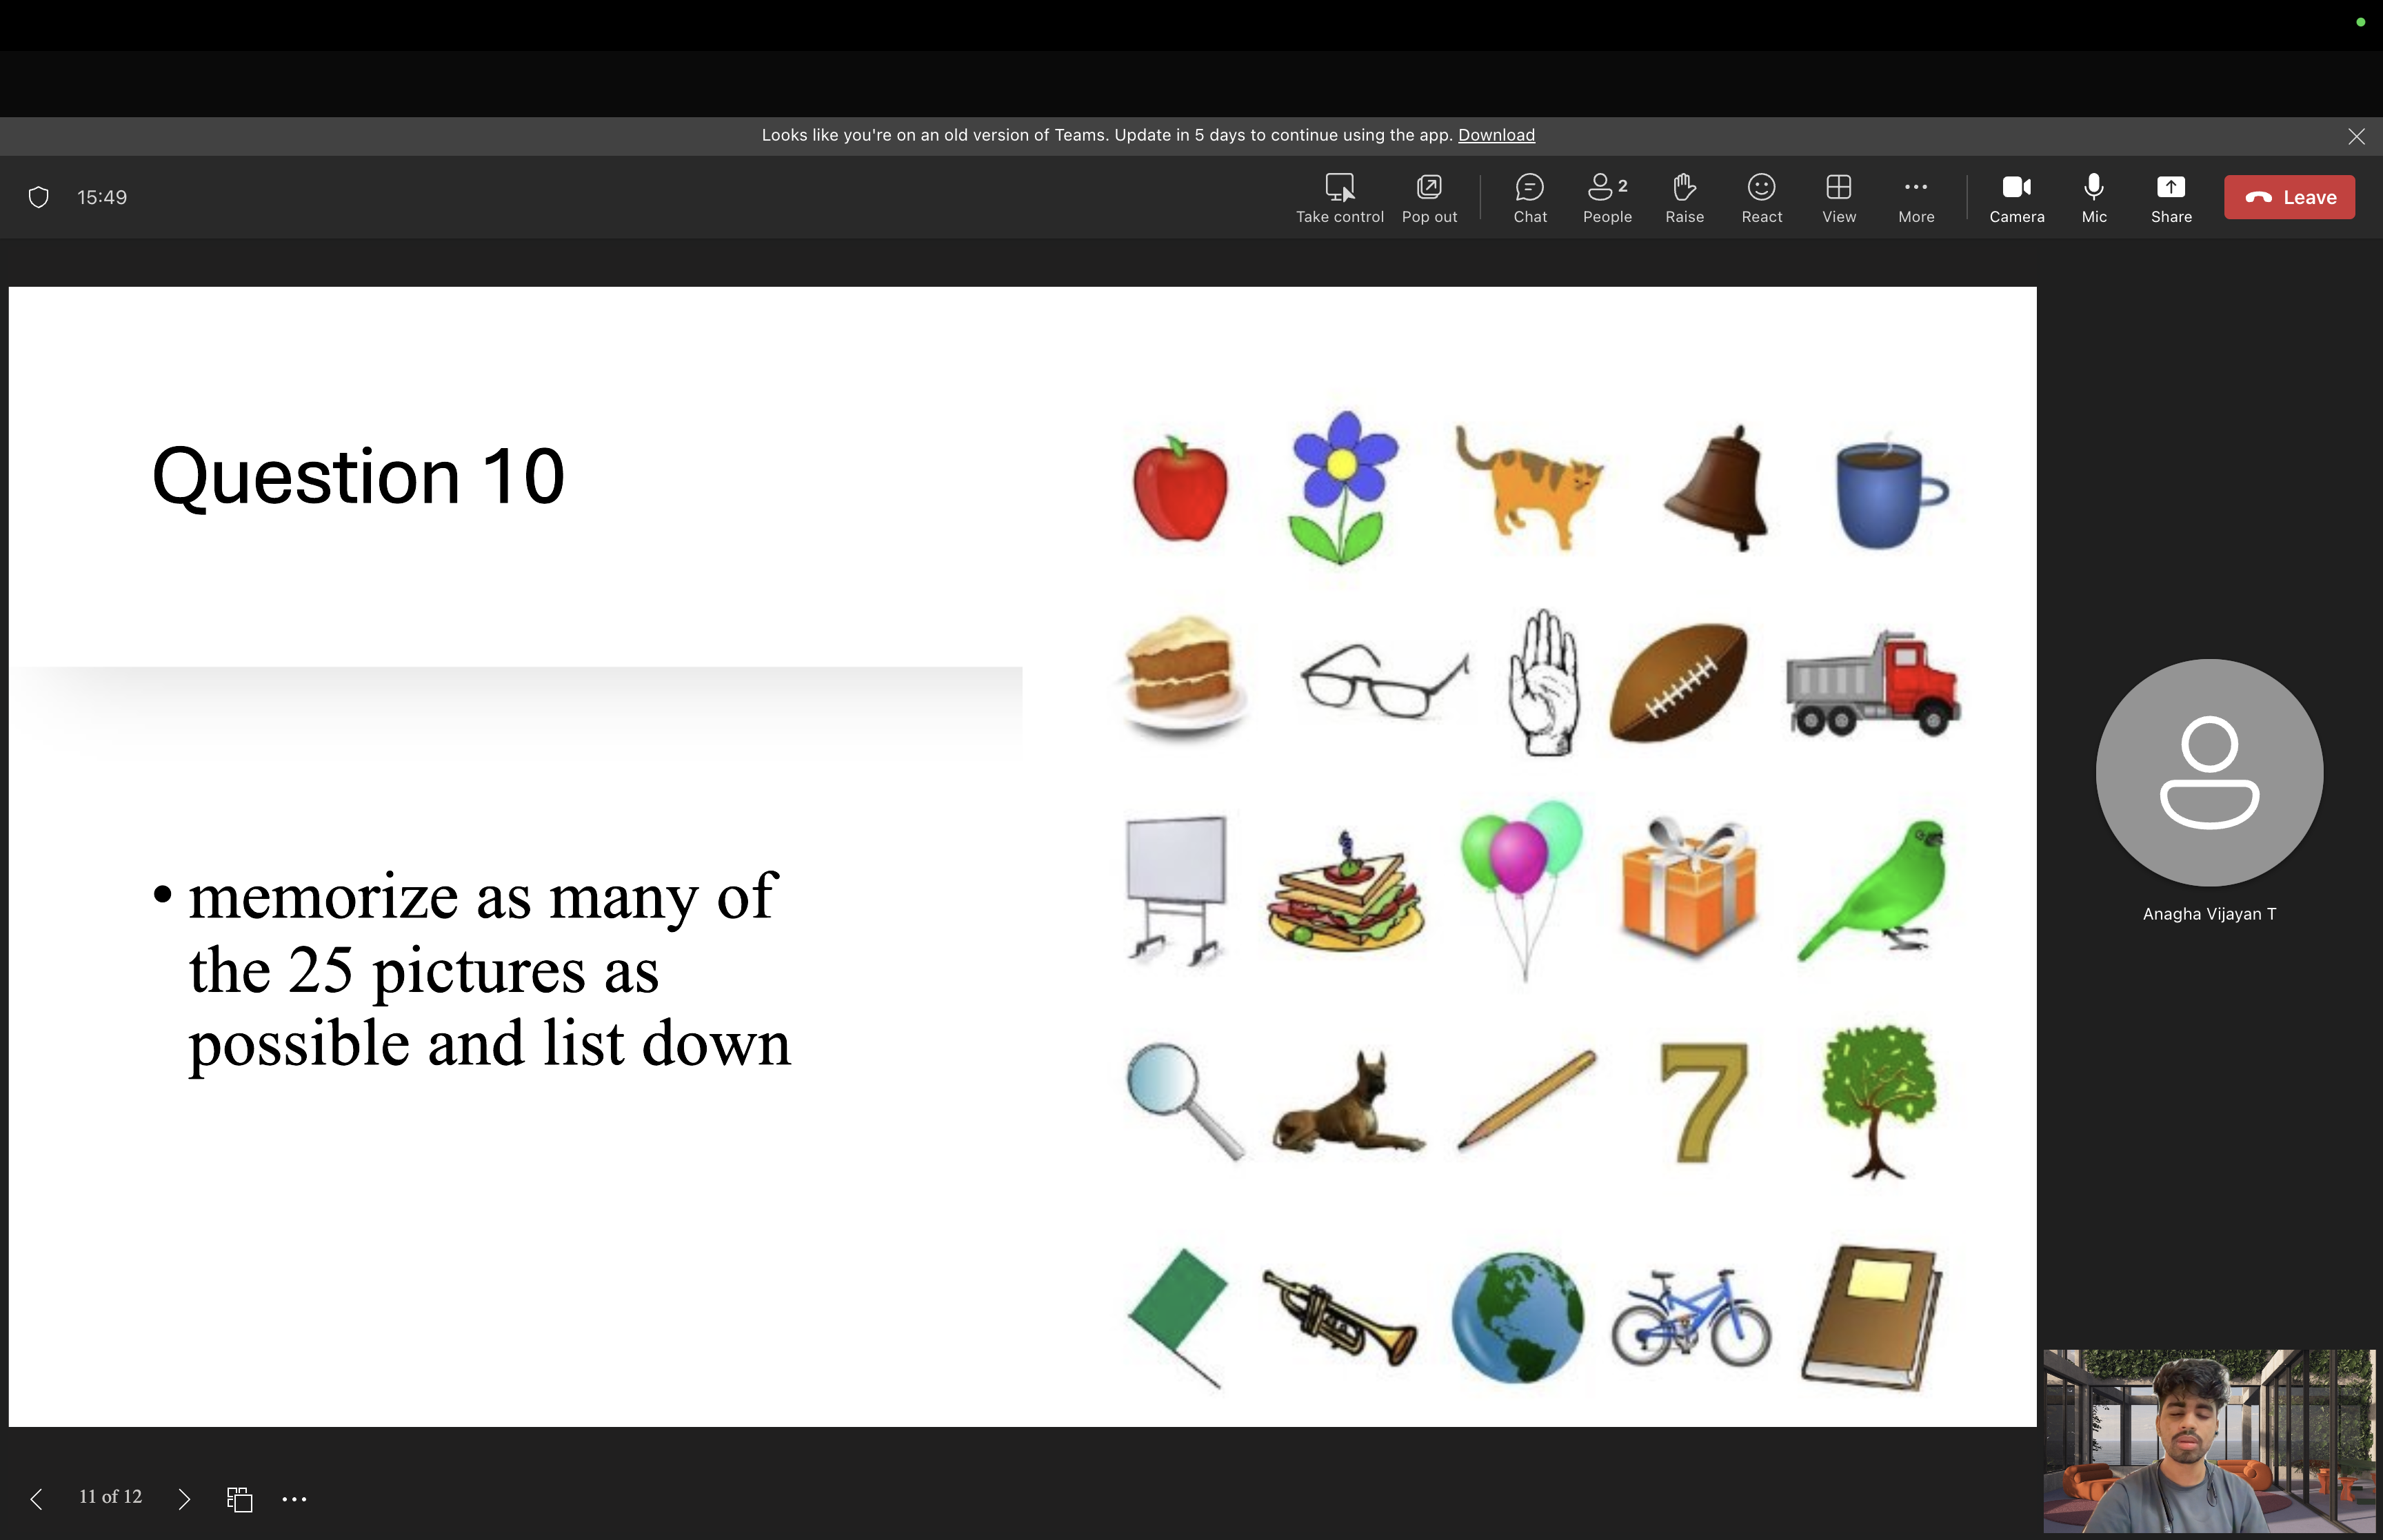 Looks like you're on an old version of Teams. Update in 5 days to continue using the app. Download
15:49
Take control
Pop out
Chat
2
People
Raise
React
View
More
Camera
Mic
Share
Leave
Question 10
• memorize as many of
the 25 pictures as
possible and list down
7
Anagha Vijayan T
11 of 12